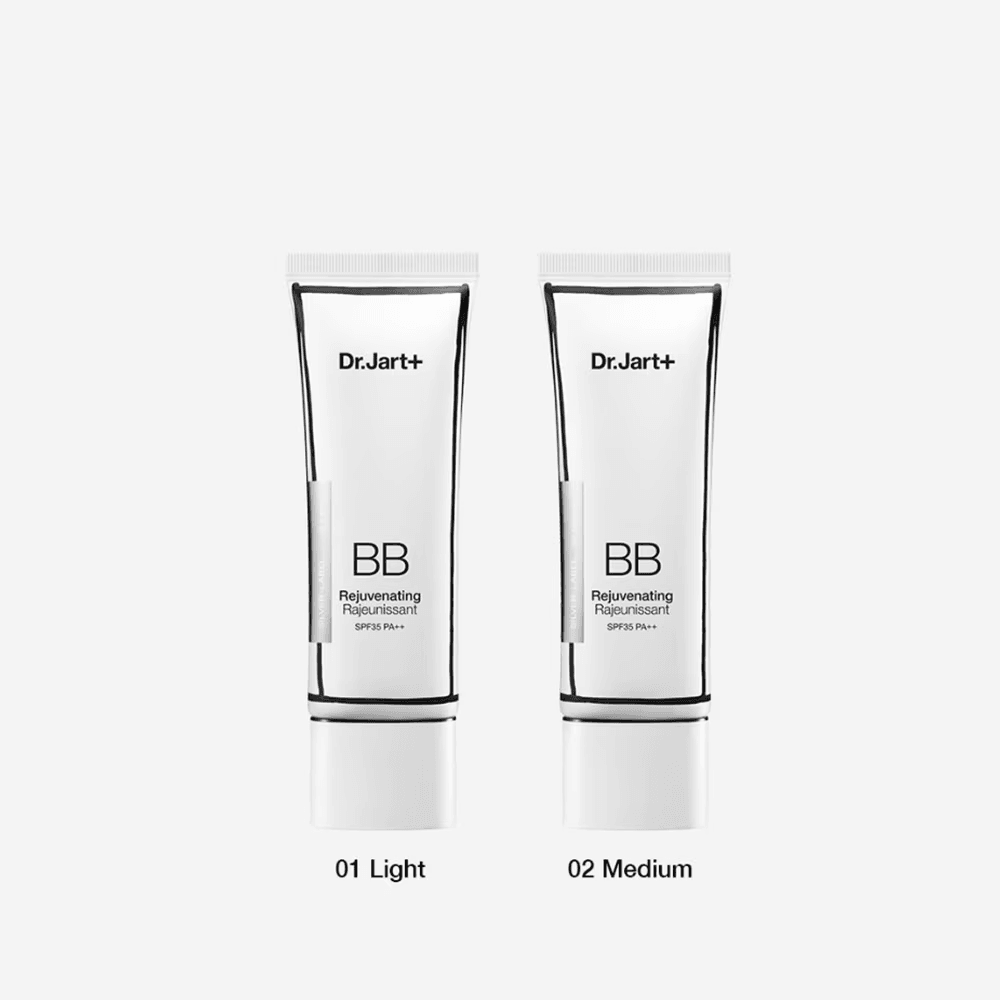 Dr.Jart+
BB
Rejuvenating
Rajeunissant
SPF35 PA++
01 Light
Dr.Jart+
BB
Rejuvenating
Rajeunissant
SPF35 PA++
02 Medium